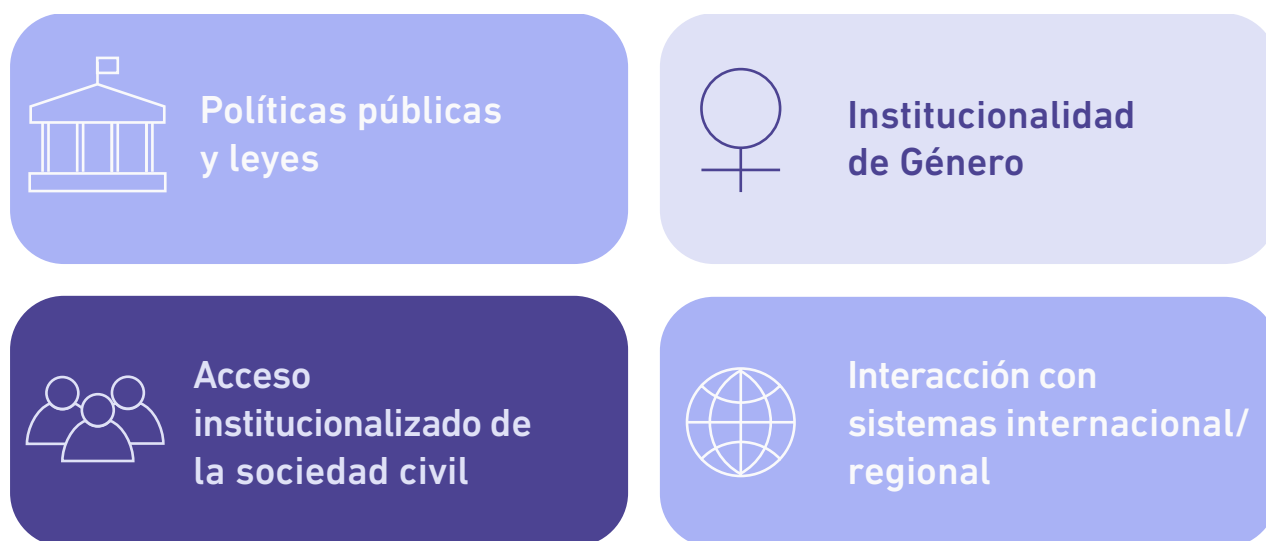 Políticas públicas
y leyes
Institucionalidad
de Género
Acceso
institucionalizado de
la sociedad civil
Interacción con
sistemas internacional/
regional